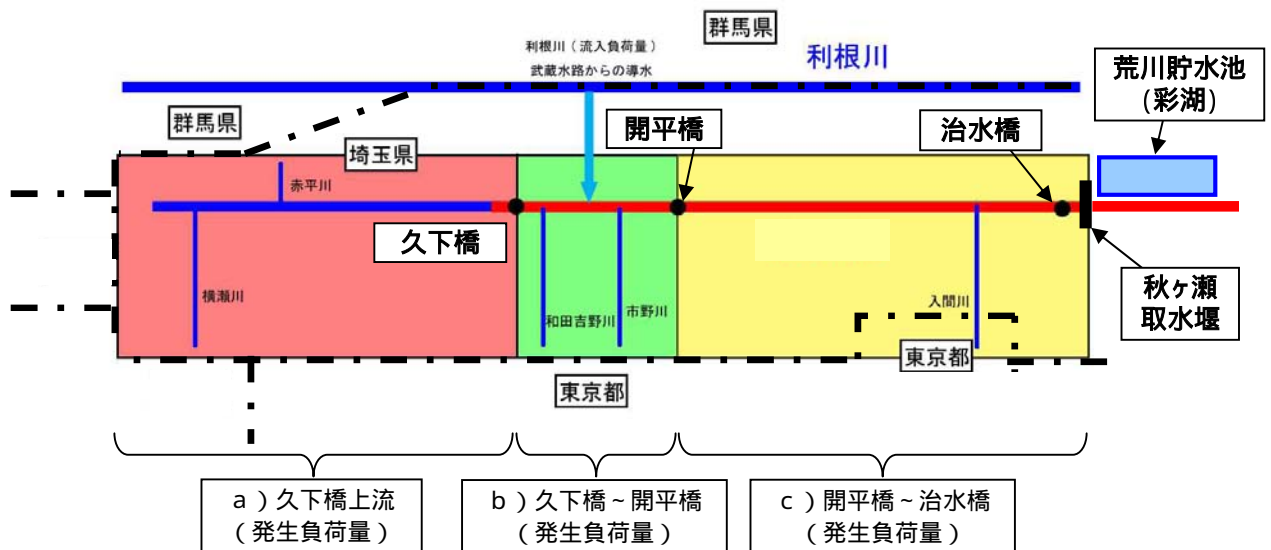 群馬県
利根川（流入負荷量）
武蔵水路からの導水
利根川
荒川貯水池
（彩湖）
群馬県
開平橋
治水橋
埼玉県
赤平川
久下橋
横瀬川
和田吉野川
市野川
入間川
秋ヶ瀬
取水堰
東京都
東京都
a）久下橋上流
（発生負荷量）
b）久下橋~開平橋
（発生負荷量）
c）開平橋~治水橋
（発生負荷量）